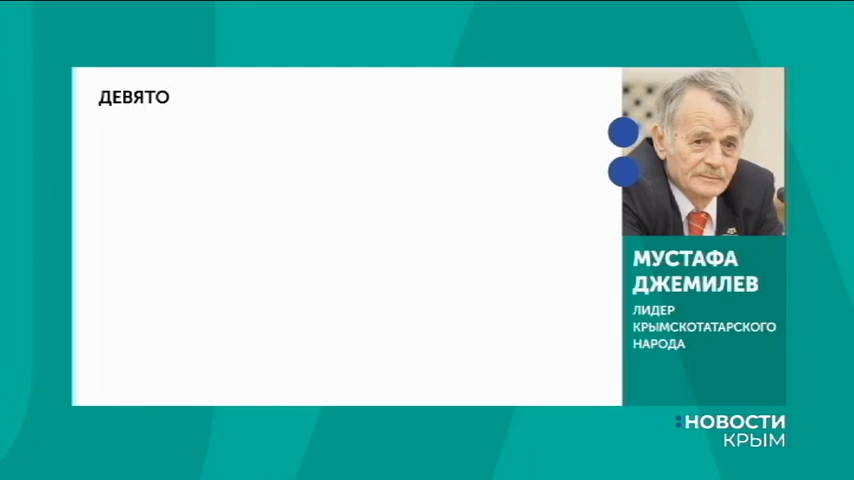 ДЕВЯТО
МУСТАФА
ДЖЕМИЛЕВ
ЛИДЕР
КРЫМСКОТАТАРСКОГО
НАРОДА
:НОВОСТИ
КРЫМ